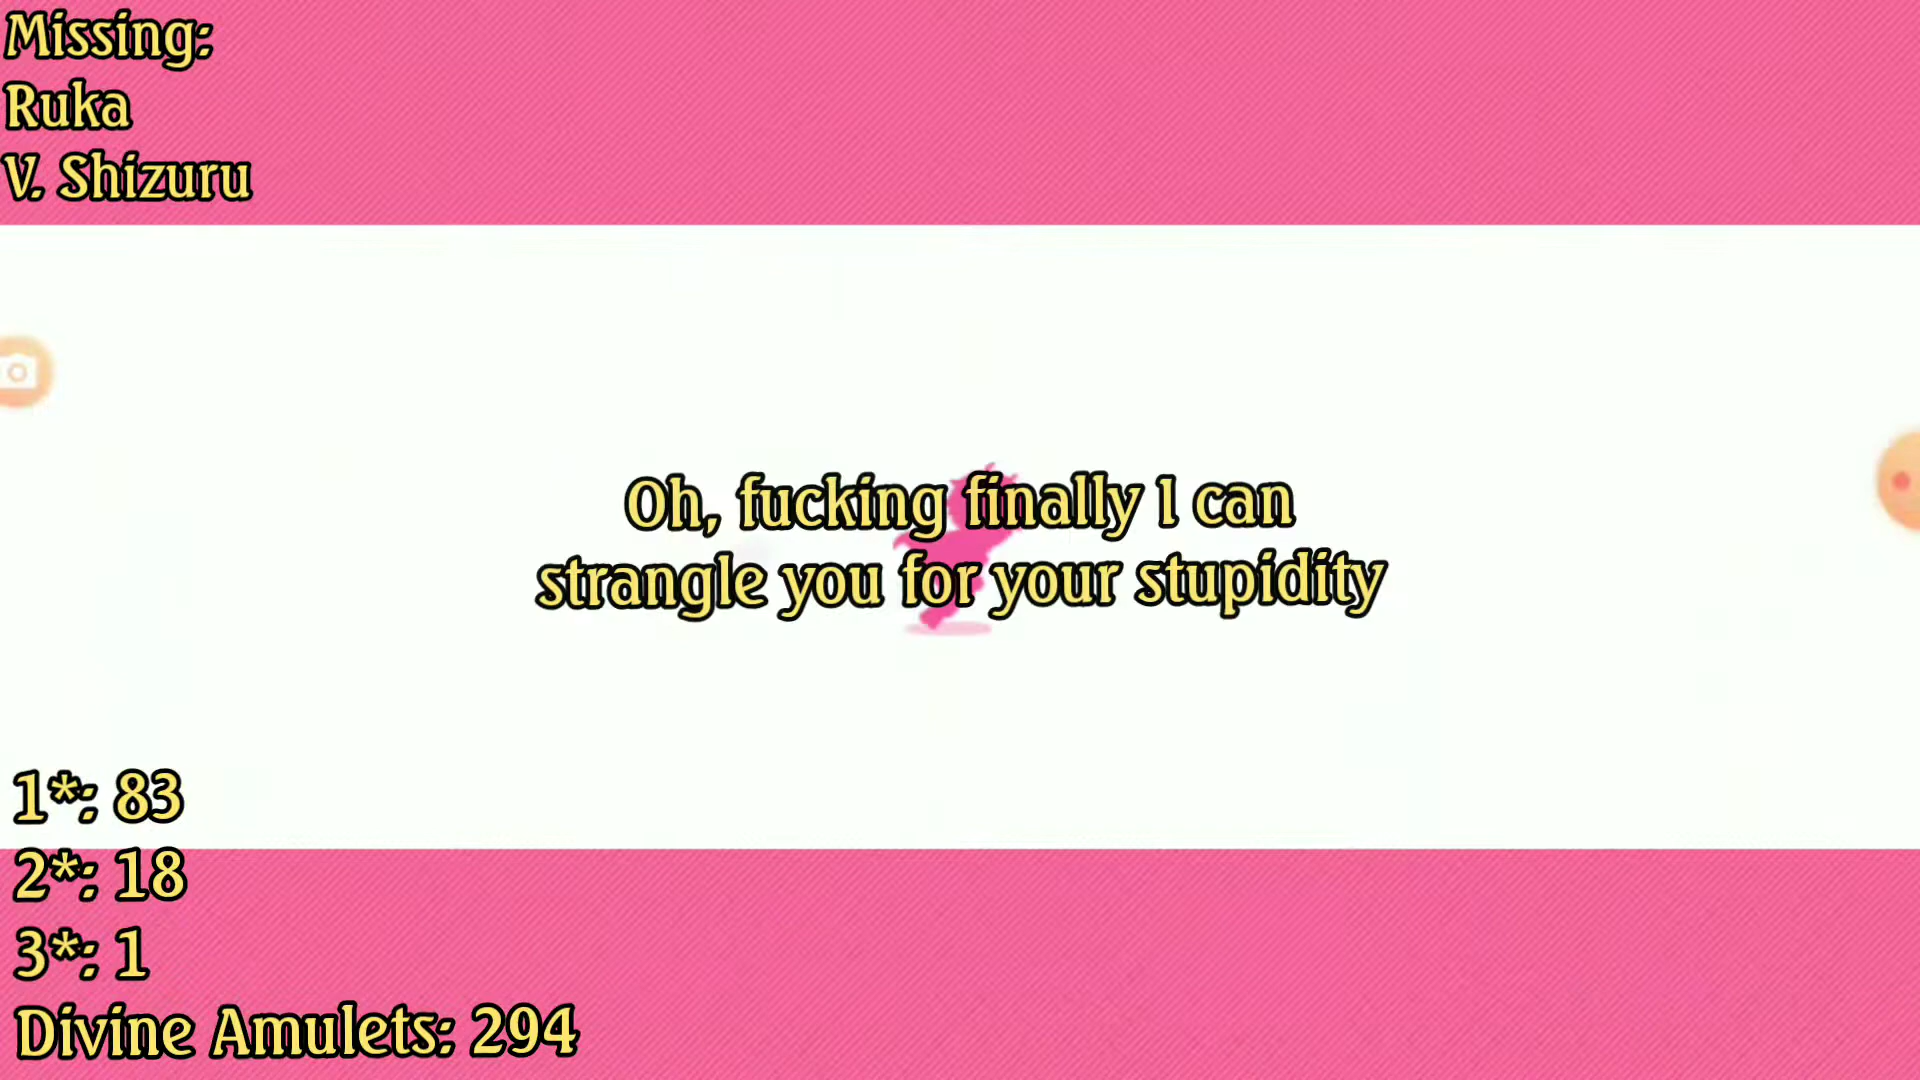 Missing:
Ruka
V. Shizuru
Oh, fucking finally I can
strangle you for your stupidity
1*: 83
2*: 18
3*: 1
Divine Amulets: 294